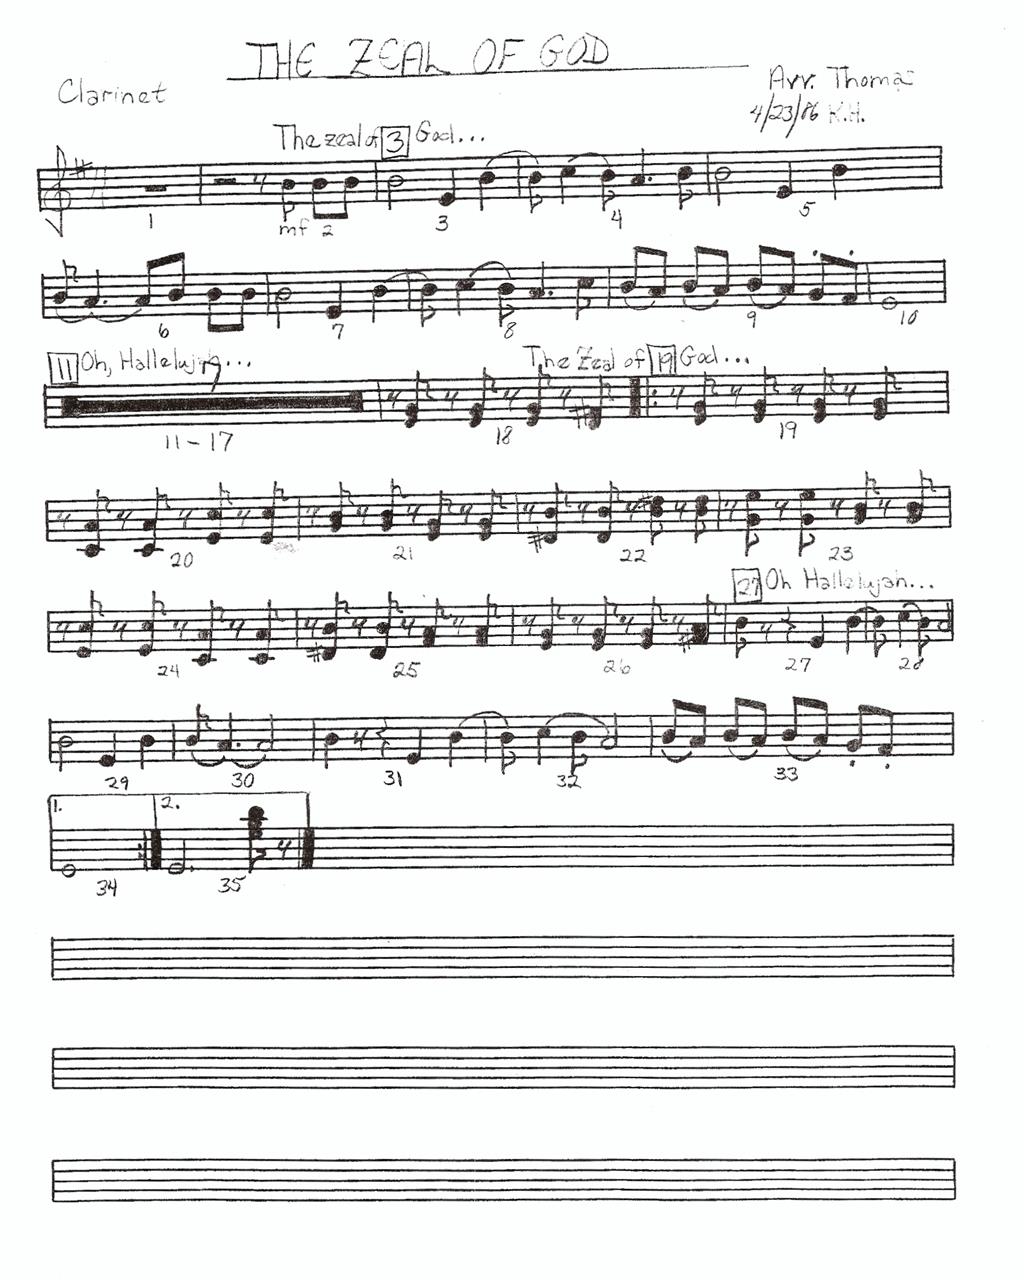 THE ZEAL OF GOD
Clarinet
Arr. Thomas
4/23/86 K.H.
The zeal of 3 God...
1 mf 2 3 4 5
6 7 8 9 10
11 Oh, Hallelujah... The Zeal of 19 God...
11-17 18 19
20 21 22 23
27 Oh Hallelujah...
24 25 26 27 28
29 30 31 32 33
1. 2.
34 35